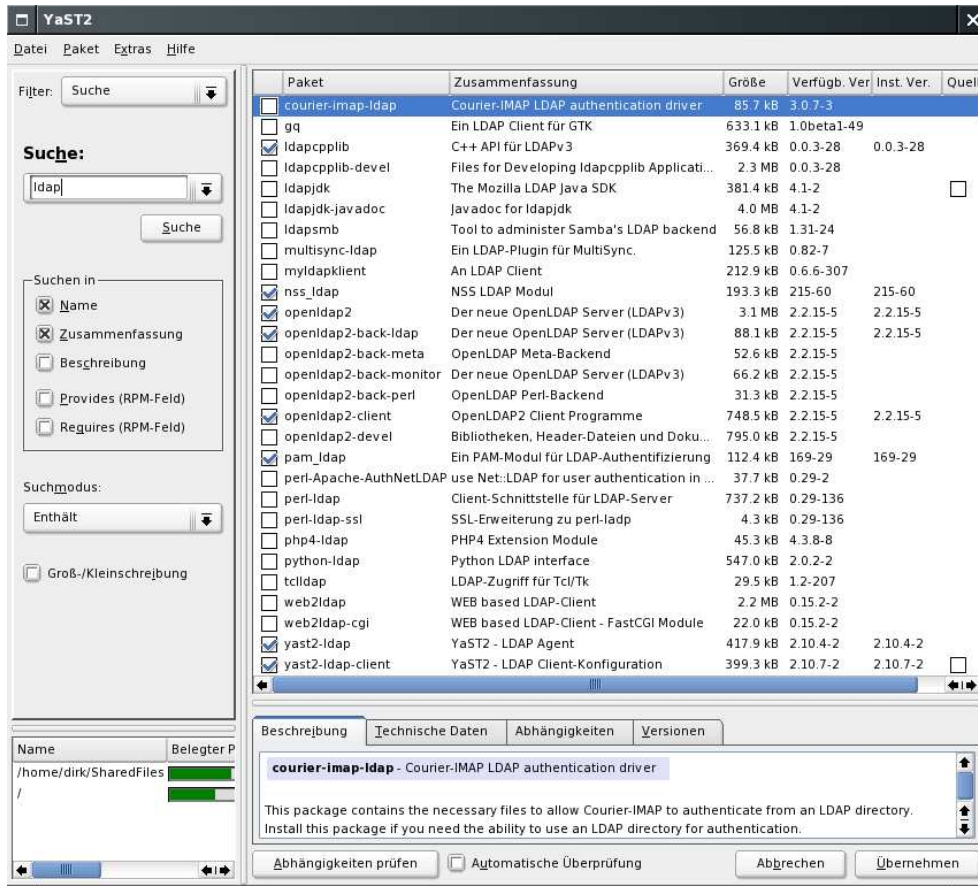 YaST2
Datei Paket Extras Hilfe
Filter: Suche
Suche:
ldap
Suche
Suchen in
Name
Zusammenfassung
Beschreibung
Provides (RPM-Feld)
Requires (RPM-Feld)
Suchmodus:
Enthält
Groß-/Kleinschreibung
Name Belegter P
/home/dirk/SharedFiles
/
Paket Zusammenfassung Größe Verfügb. Ver Inst. Ver. Quell
courier-imap-ldap Courier-IMAP LDAP authentication driver 85.7 kB 3.0.7-3
gq Ein LDAP Client für GTK 633.1 kB 1.0beta1-49
ldapcpplib C++ API für LDAPv3 369.4 kB 0.0.3-28 0.0.3-28
ldapcpplib-devel Files for Developing ldapcpplib Applicati... 2.3 MB 0.0.3-28
ldapjdk The Mozilla LDAP Java SDK 381.4 kB 4.1-2
ldapjdk-javadoc Javadoc for ldapjdk 4.0 MB 4.1-2
ldapsmb Tool to administer Samba's LDAP backend 56.8 kB 1.31-24
multisync-ldap Ein LDAP-Plugin für MultiSync. 125.5 kB 0.82-7
myldapklient An LDAP Client 212.9 kB 0.6.6-307
nss_ldap NSS LDAP Modul 193.3 kB 215-60 215-60
openldap2 Der neue OpenLDAP Server (LDAPv3) 3.1 MB 2.2.15-5 2.2.15-5
openldap2-back-ldap Der neue OpenLDAP Server (LDAPv3) 88.1 kB 2.2.15-5 2.2.15-5
openldap2-back-meta OpenLDAP Meta-Backend 52.6 kB 2.2.15-5
openldap2-back-monitor Der neue OpenLDAP Server (LDAPv3) 66.2 kB 2.2.15-5
openldap2-back-perl OpenLDAP Perl-Backend 31.3 kB 2.2.15-5
openldap2-client OpenLDAP2 Client Programme 748.5 kB 2.2.15-5 2.2.15-5
openldap2-devel Bibliotheken, Header-Dateien und Doku... 795.0 kB 2.2.15-5
pam_ldap Ein PAM-Modul für LDAP-Authentifizierung 112.4 kB 169-29 169-29
perl-Apache-AuthNetLDAP use Net::LDAP for user authentication in ... 37.7 kB 0.29-2
perl-ldap Client-Schnittstelle für LDAP-Server 737.2 kB 0.29-136
perl-ldap-ssl SSL-Erweiterung zu perl-ladp 4.3 kB 0.29-136
php4-ldap PHP4 Extension Module 45.3 kB 4.3.8-8
python-ldap Python LDAP interface 547.0 kB 2.0.2-2
tclldap LDAP-Zugriff für Tcl/Tk 29.5 kB 1.2-207
web2ldap WEB based LDAP-Client 2.2 MB 0.15.2-2
web2ldap-cgi WEB based LDAP-Client - FastCGI Module 22.0 kB 0.15.2-2
yast2-ldap YaST2 - LDAP Agent 417.9 kB 2.10.4-2 2.10.4-2
yast2-ldap-client YaST2 - LDAP Client-Konfiguration 399.3 kB 2.10.7-2 2.10.7-2
Beschreibung Technische Daten Abhängigkeiten Versionen
courier-imap-ldap - Courier-IMAP LDAP authentication driver
This package contains the necessary files to allow Courier-IMAP to authenticate from an LDAP directory.
Install this package if you need the ability to use an LDAP directory for authentication.
Abhängigkeiten prüfen Automatische Überprüfung Abbrechen Übernehmen